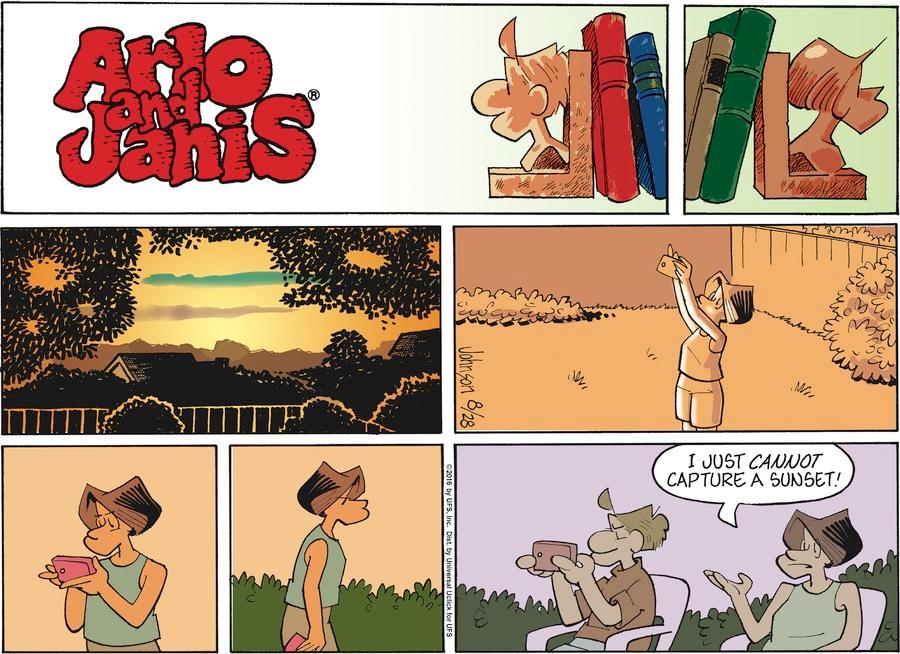 Arlo
and
Janis®
Johnson 8/28
©2016 by UFS, Inc. Dist. by Universal Uclick for UFS
I JUST CANNOT
CAPTURE A SUNSET!